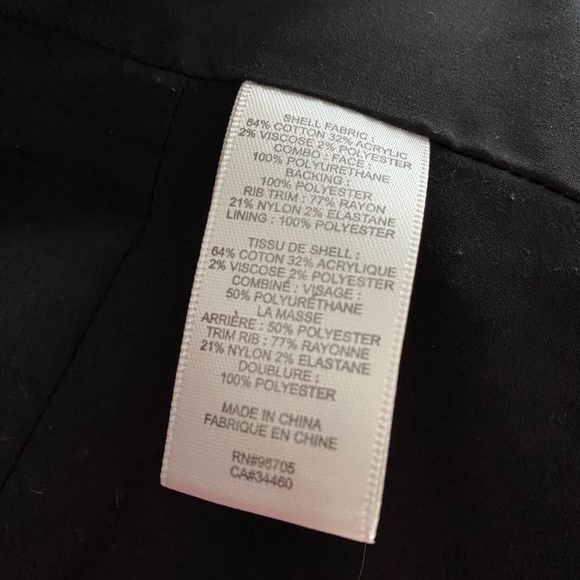 SHELL FABRIC :
64% COTTON 32% ACRYLIC
2% VISCOSE 2% POLYESTER
COMBO : FACE :
100% POLYURETHANE
BACKING :
100% POLYESTER
RIB TRIM : 77% RAYON
21% NYLON 2% ELASTANE
LINING : 100% POLYESTER
TISSU DE SHELL :
64% COTON 32% ACRYLIQUE
2% VISCOSE 2% POLYESTER
COMBINÉ : VISAGE :
50% POLYURÉTHANE
LA MASSE
ARRIÈRE : 50% POLYESTER
TRIM RIB : 77% RAYONNE
21% NYLON 2% ELASTANE
DOUBLURE :
100% POLYESTER
MADE IN CHINA
FABRIQUE EN CHINE
RN#96705
CA#34460